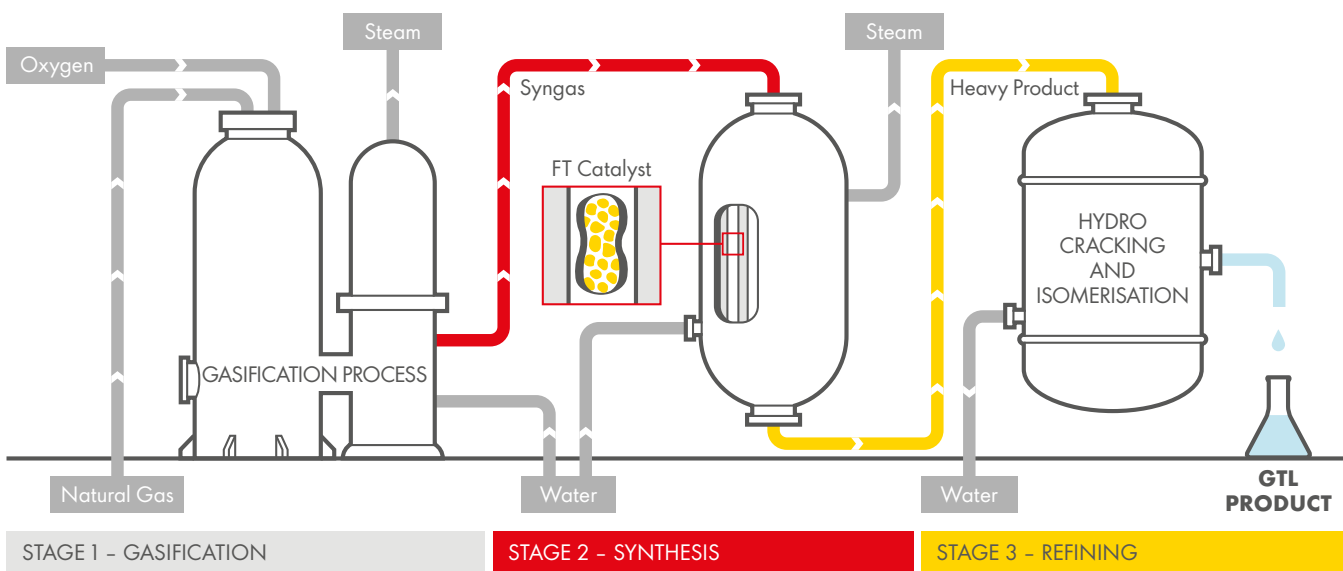 Steam
Steam
Oxygen
Syngas
Heavy Product
FT Catalyst
HYDRO
CRACKING
AND
ISOMERISATION
GASIFICATION PROCESS
Natural Gas
Water
Water
GTL
PRODUCT
STAGE 1 – GASIFICATION
STAGE 2 – SYNTHESIS
STAGE 3 – REFINING